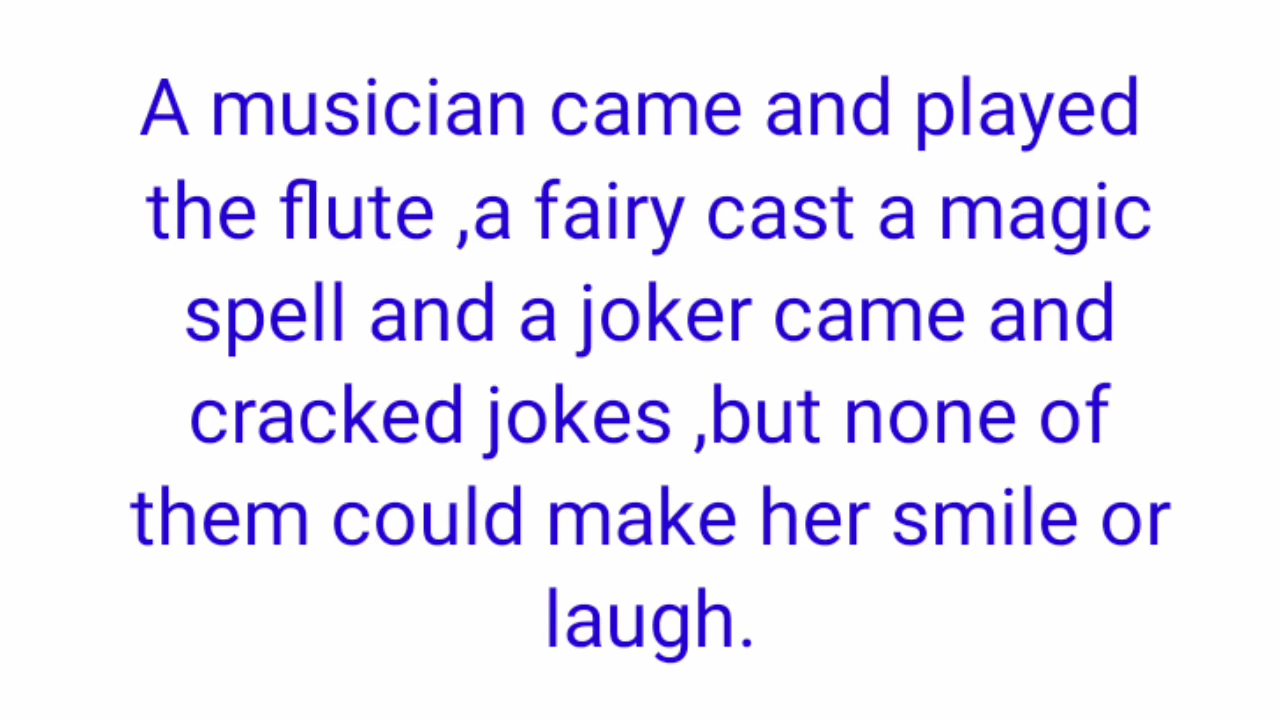 A musician came and played
the flute ,a fairy cast a magic
spell and a joker came and
cracked jokes ,but none of
them could make her smile or
laugh.